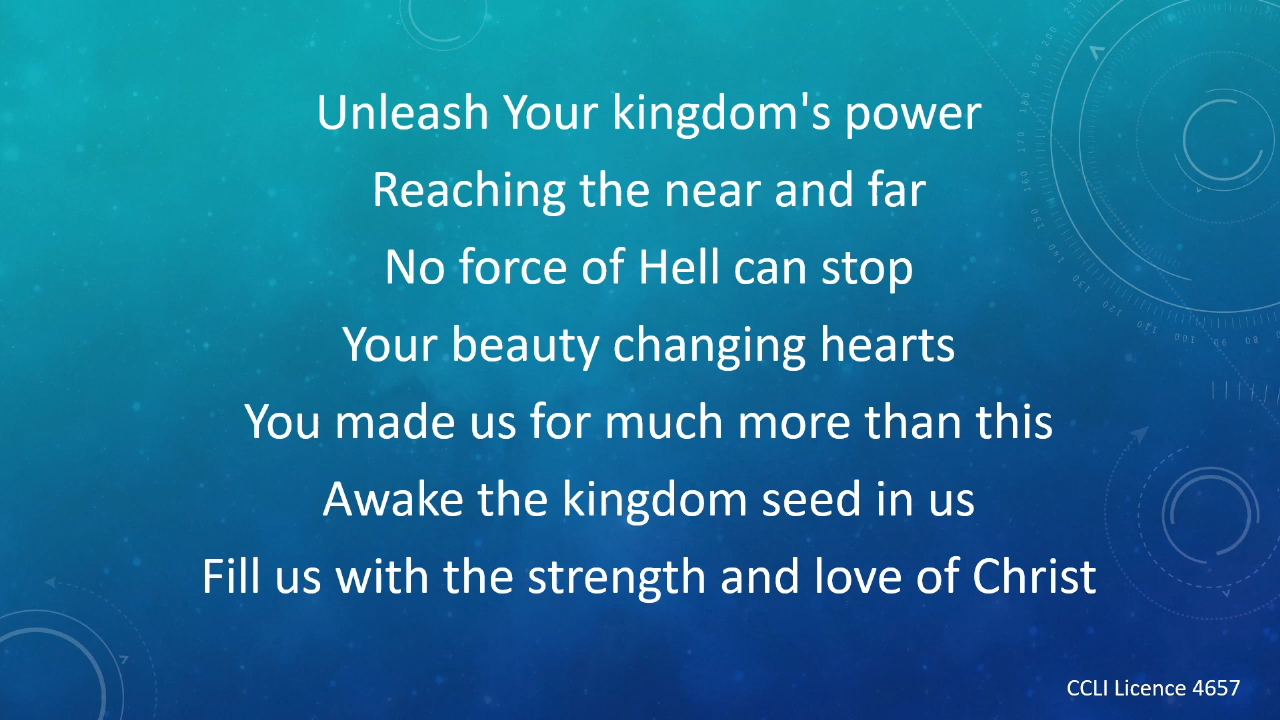 Unleash Your kingdom's power
Reaching the near and far
No force of Hell can stop
Your beauty changing hearts
You made us for much more than this
Awake the kingdom seed in us
Fill us with the strength and love of Christ
CCLI Licence 4657